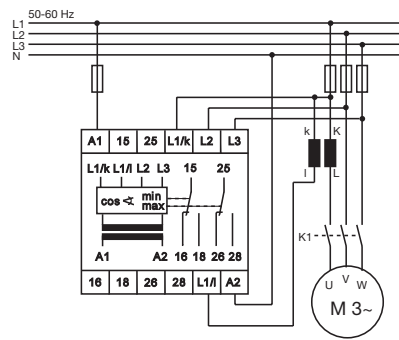 50-60 Hz
L1
L2
L3
N
A1 15 25 L1/k L2 L3
L1/k L1/l L2 L3 15 25
cos ∢ min
max
A1 A2 16 18 26 28
16 18 26 28 L1/l A2
k K
l L
K1
U V W
M 3~